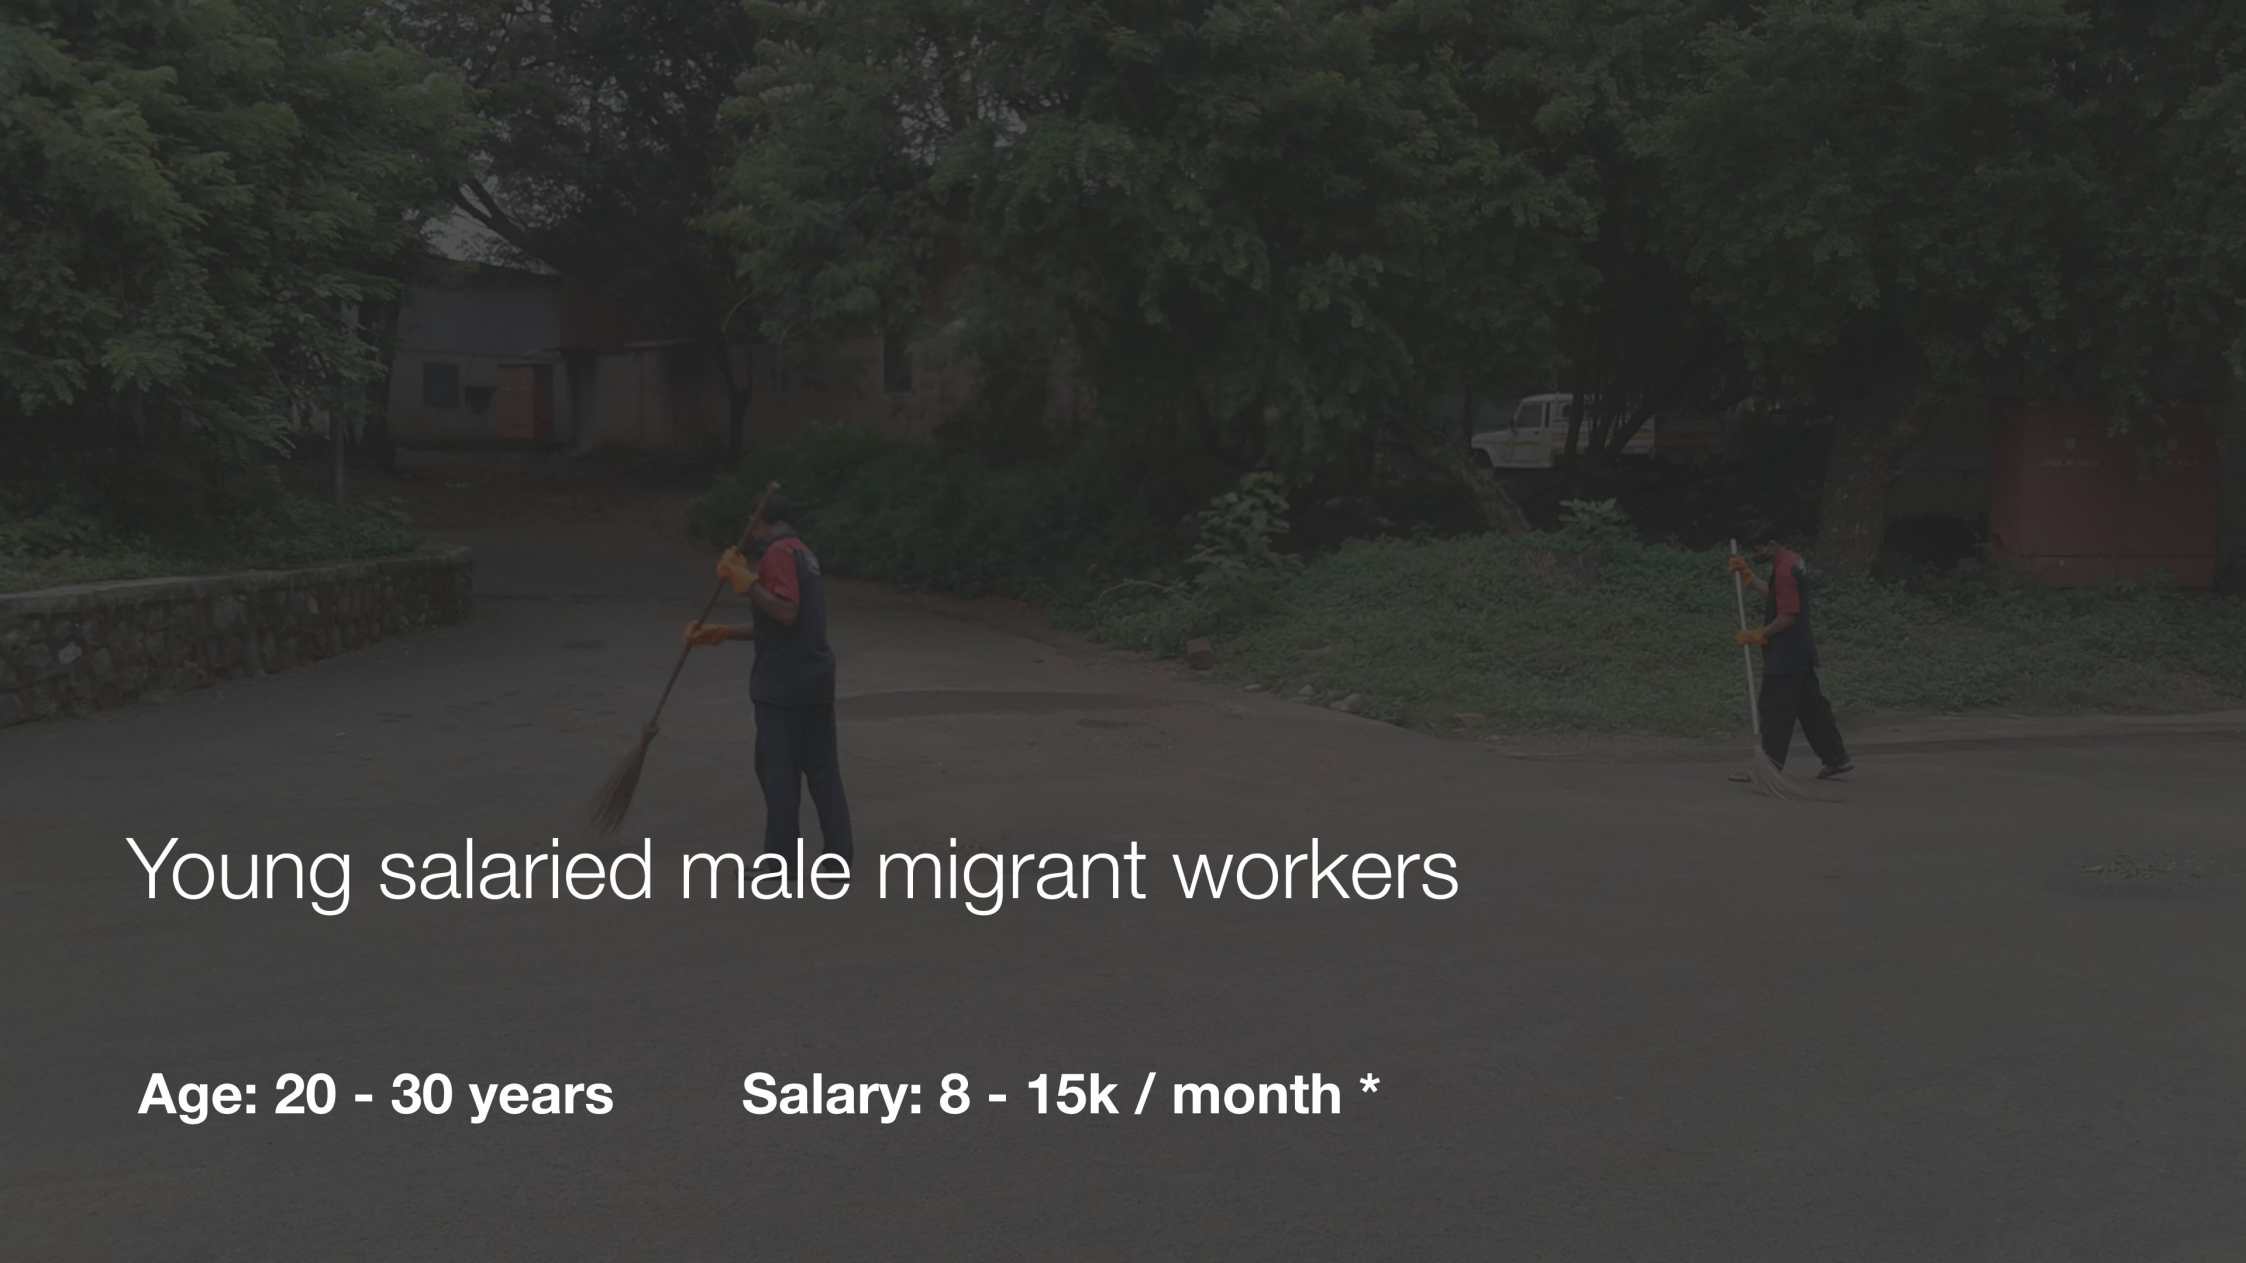 Young salaried male migrant workers
Age: 20 - 30 years
Salary: 8 - 15k / month *